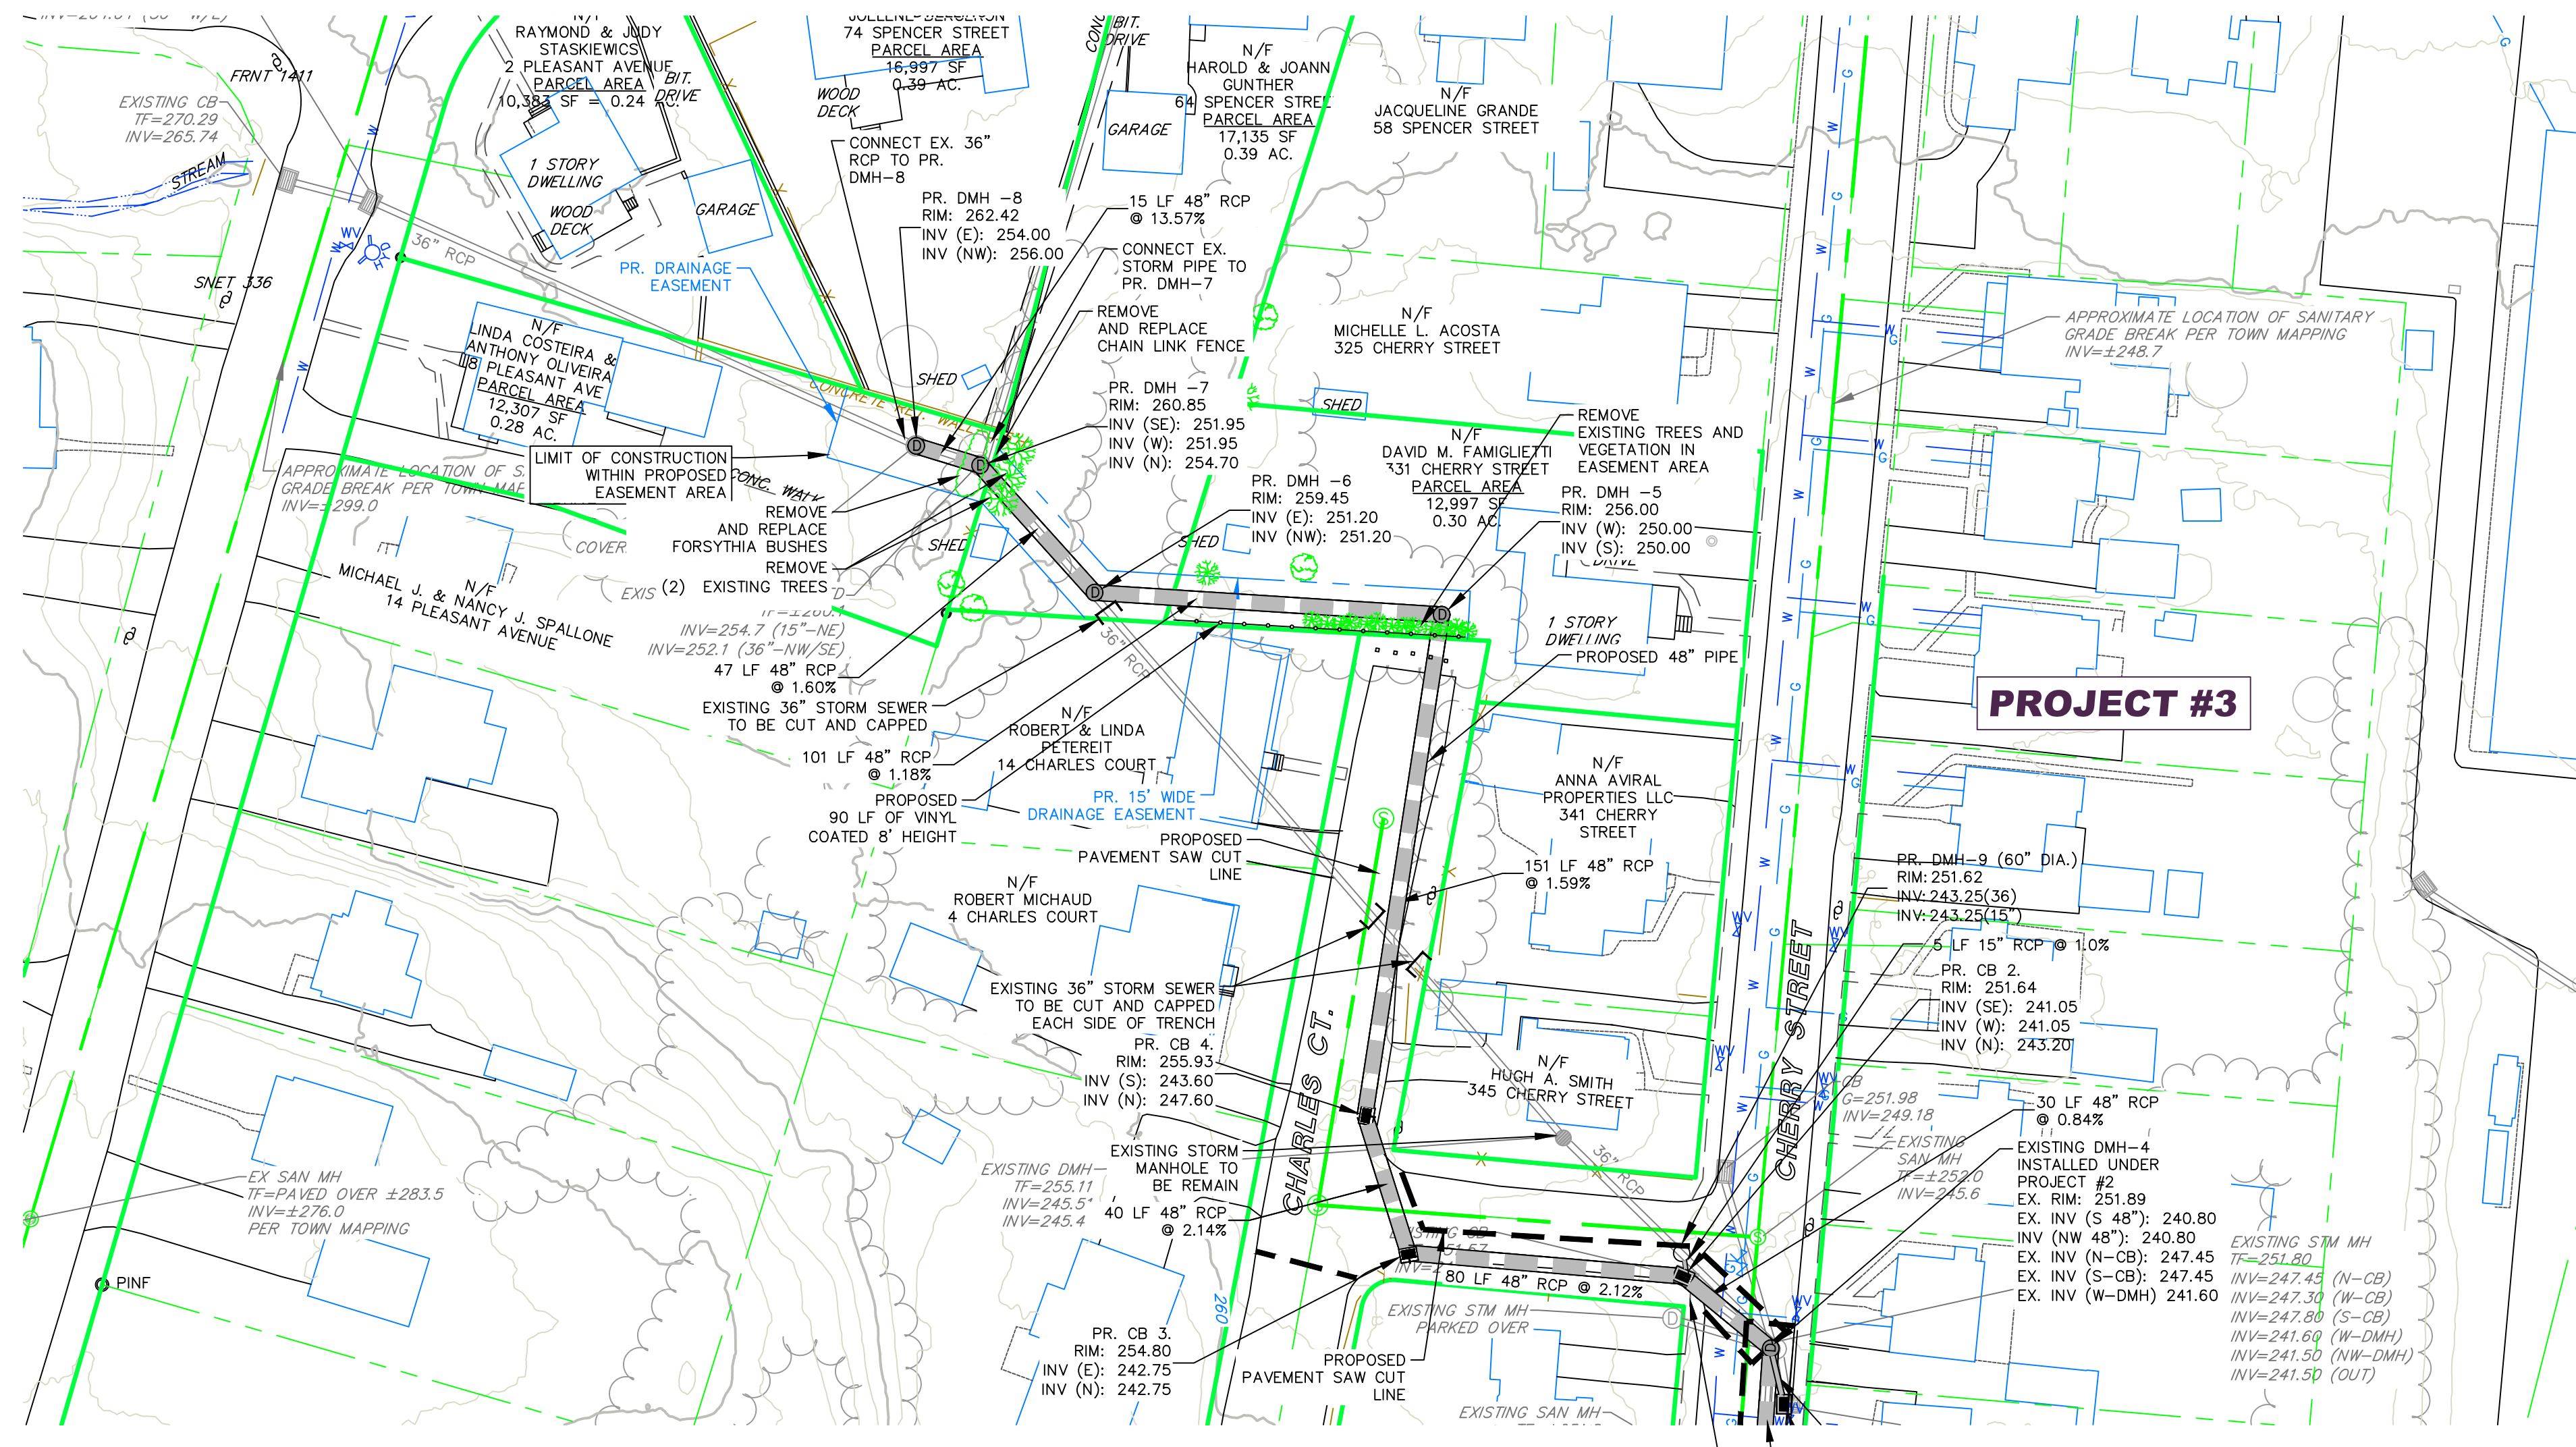 RAYMOND & JUDY
STASKIEWICS
2 PLEASANT AVENUE
PARCEL AREA
10,383 SF = 0.24 AC.
BIT.
DRIVE
74 SPENCER STREET
PARCEL AREA
16,997 SF
0.39 AC.
WOOD
DECK
BIT.
DRIVE
GARAGE
N/F
HAROLD & JOANN
GUNTHER
64 SPENCER STREE
PARCEL AREA
17,135 SF
0.39 AC.
N/F
JACQUELINE GRANDE
58 SPENCER STREET
FRNT 1411
EXISTING CB
TF=270.29
INV=265.74
STREAM
1 STORY
DWELLING
WOOD
DECK
GARAGE
CONNECT EX. 36"
RCP TO PR.
DMH-8
PR. DMH -8
RIM: 262.42
INV (E): 254.00
INV (NW): 256.00
15 LF 48" RCP
@ 13.57%
CONNECT EX.
STORM PIPE TO
PR. DMH-7
REMOVE
AND REPLACE
CHAIN LINK FENCE
WV
HYD
36" RCP
SNET 336
PR. DRAINAGE
EASEMENT
N/F
LINDA COSTEIRA &
ANTHONY OLIVEIRA
8 PLEASANT AVE
PARCEL AREA
12,307 SF
0.28 AC.
SHED
N/F
MICHELLE L. ACOSTA
325 CHERRY STREET
APPROXIMATE LOCATION OF SANITARY
GRADE BREAK PER TOWN MAPPING
INV=±248.7
PR. DMH -7
RIM: 260.85
INV (SE): 251.95
INV (W): 251.95
INV (N): 254.70
SHED
N/F
DAVID M. FAMIGLIETTI
331 CHERRY STREET
PARCEL AREA
12,997 SF
0.30 AC.
REMOVE
EXISTING TREES AND
VEGETATION IN
EASEMENT AREA
LIMIT OF CONSTRUCTION
WITHIN PROPOSED
EASEMENT AREA
CONC. WALK
APPROXIMATE LOCATION OF S
GRADE BREAK PER TOWN MAP
INV=±299.0
PR. DMH -6
RIM: 259.45
INV (E): 251.20
INV (NW): 251.20
PR. DMH -5
RIM: 256.00
INV (W): 250.00
INV (S): 250.00
DRIVE
REMOVE
AND REPLACE
FORSYTHIA BUSHES
SHED
SHED
COVER
REMOVE
EXIS (2) EXISTING TREES
N/F
MICHAEL J. & NANCY J. SPALLONE
14 PLEASANT AVENUE
INV=254.7 (15"-NE)
INV=252.1 (36"-NW/SE)
36" RCP
1 STORY
DWELLING
PROPOSED 48" PIPE
47 LF 48" RCP
@ 1.60%
EXISTING 36" STORM SEWER
TO BE CUT AND CAPPED
PROJECT #3
N/F
ROBERT & LINDA
PETEREIT
14 CHARLES COURT
101 LF 48" RCP
@ 1.18%
PROPOSED
90 LF OF VINYL
COATED 8' HEIGHT
PR. 15' WIDE
DRAINAGE EASEMENT
N/F
ANNA AVIRAL
PROPERTIES LLC
341 CHERRY
STREET
PROPOSED
PAVEMENT SAW CUT
LINE
151 LF 48" RCP
@ 1.59%
N/F
ROBERT MICHAUD
4 CHARLES COURT
PR. DMH-9 (60" DIA.)
RIM:251.62
INV:243.25(36)
INV:243.25(15")
5 LF 15" RCP @ 1.0%
PR. CB 2.
RIM: 251.64
INV (SE): 241.05
INV (W): 241.05
INV (N): 243.20
EXISTING 36" STORM SEWER
TO BE CUT AND CAPPED
EACH SIDE OF TRENCH
PR. CB 4.
RIM: 255.93
INV (S): 243.60
INV (N): 247.60
CHARLES CT.
CHERRY STREET
N/F
HUGH A. SMITH
345 CHERRY STREET
CB
G=251.98
INV=249.18
30 LF 48" RCP
@ 0.84%
EXISTING
SAN MH
TF=±252.0
INV=245.6
EXISTING STORM
MANHOLE TO
BE REMAIN
36" RCP
EXISTING DMH
TF=255.11
INV=245.5
INV=245.4
40 LF 48" RCP
@ 2.14%
EX SAN MH
TF=PAVED OVER ±283.5
INV=±276.0
PER TOWN MAPPING
PINF
EXISTING DMH-4
INSTALLED UNDER
PROJECT #2
EX. RIM: 251.89
EX. INV (S 48"): 240.80
INV (NW 48"): 240.80
EX. INV (N-CB): 247.45
EX. INV (S-CB): 247.45
EX. INV (W-DMH) 241.60
EXISTING STM MH
TF=251.80
INV=247.45 (N-CB)
INV=247.30 (W-CB)
INV=247.80 (S-CB)
INV=241.60 (W-DMH)
INV=241.50 (NW-DMH)
INV=241.50 (OUT)
80 LF 48" RCP @ 2.12%
EXISTING STM MH
PARKED OVER
260
PR. CB 3.
RIM: 254.80
INV (E): 242.75
INV (N): 242.75
PROPOSED
PAVEMENT SAW CUT
LINE
EXISTING SAN MH